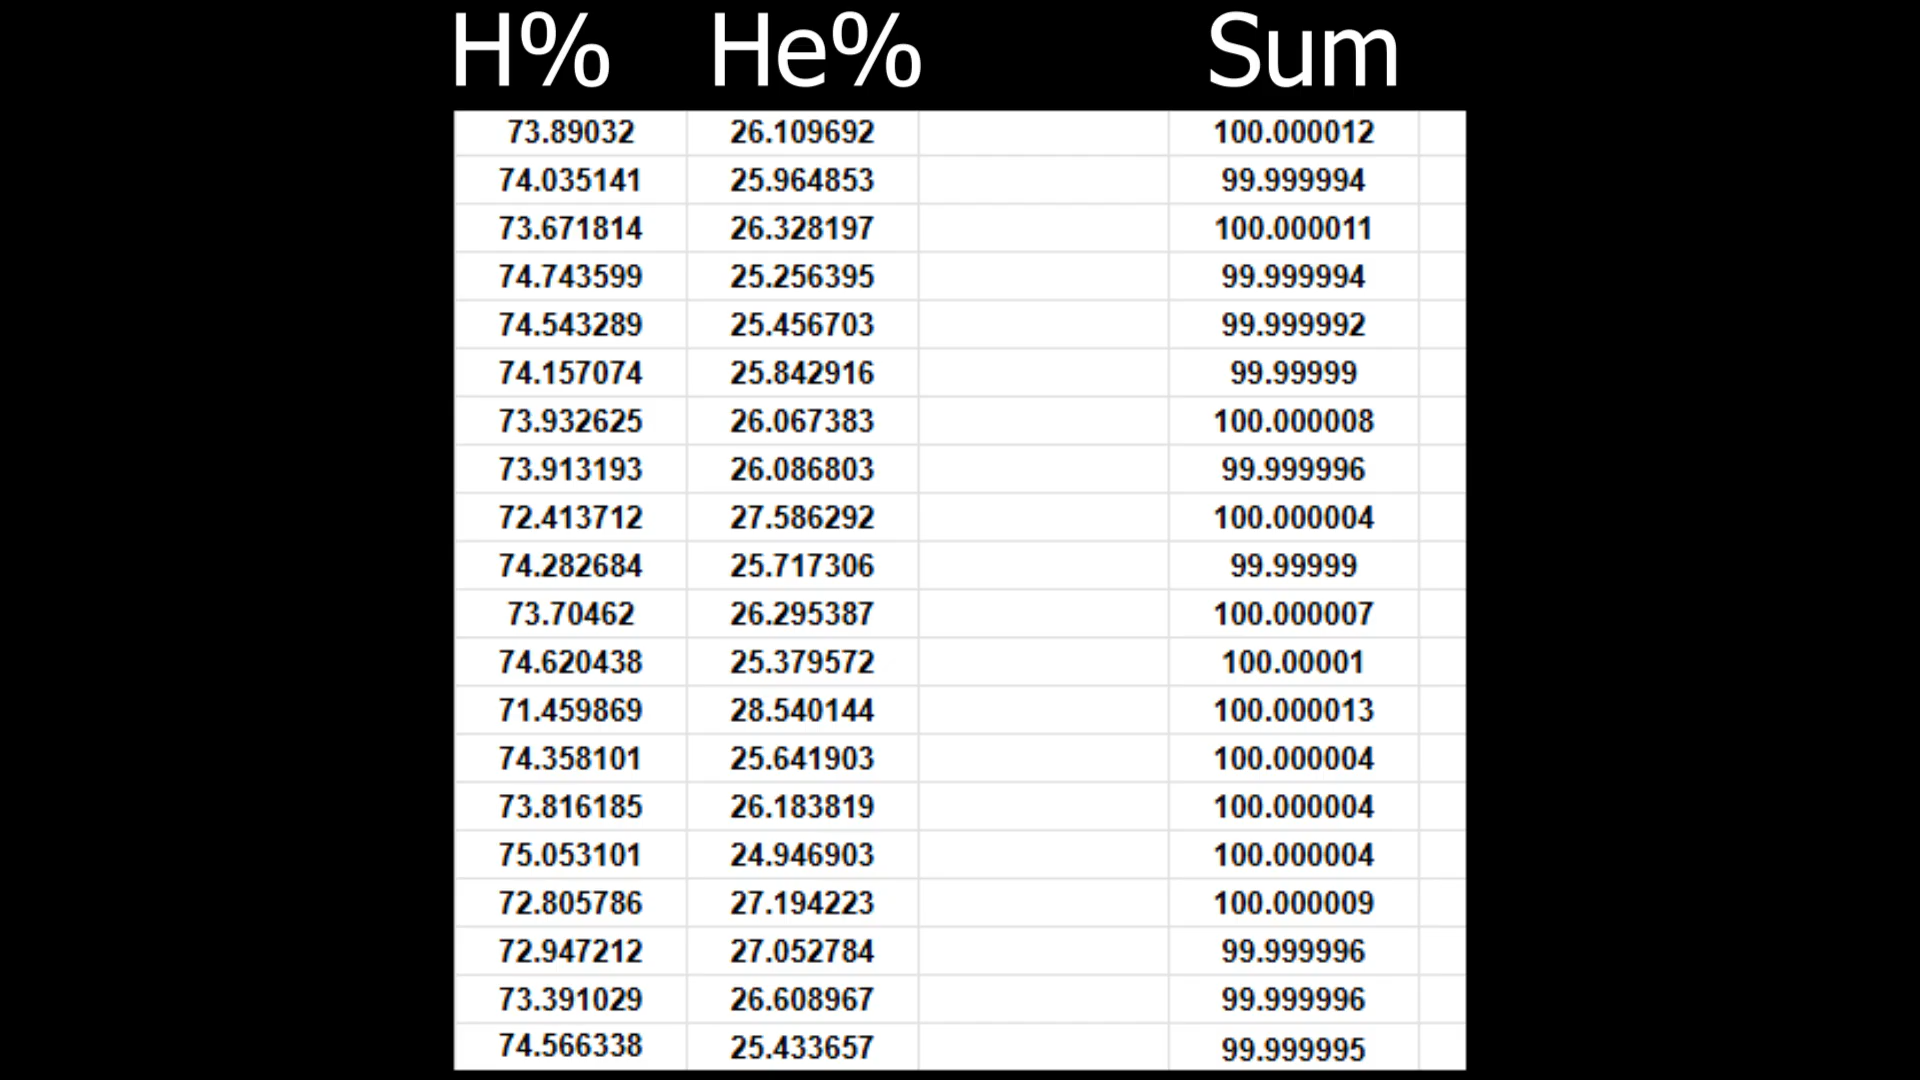 H% He% Sum
73.89032 26.109692 100.000012
74.035141 25.964853 99.999994
73.671814 26.328197 100.000011
74.743599 25.256395 99.999994
74.543289 25.456703 99.999992
74.157074 25.842916 99.99999
73.932625 26.067383 100.000008
73.913193 26.086803 99.999996
72.413712 27.586292 100.000004
74.282684 25.717306 99.99999
73.70462 26.295387 100.000007
74.620438 25.379572 100.00001
71.459869 28.540144 100.000013
74.358101 25.641903 100.000004
73.816185 26.183819 100.000004
75.053101 24.946903 100.000004
72.805786 27.194223 100.000009
72.947212 27.052784 99.999996
73.391029 26.608967 99.999996
74.566338 25.433657 99.999995